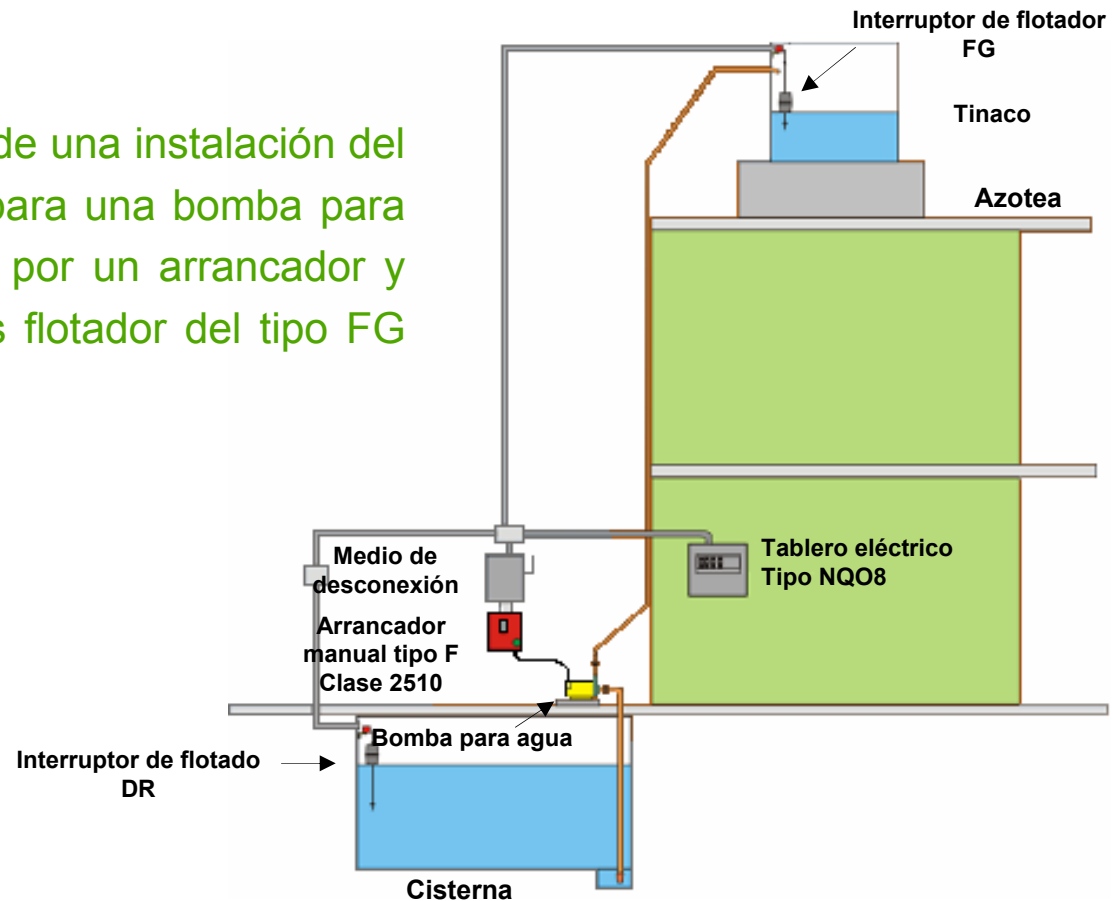 Interruptor de flotador
FG
Tinaco
de una instalación del
para una bomba para
por un arrancador y
s flotador del tipo FG
Azotea
Medio de
desconexión
Tablero eléctrico
Tipo NQO8
Arrancador
manual tipo F
Clase 2510
Bomba para agua
Interruptor de flotado
DR
Cisterna